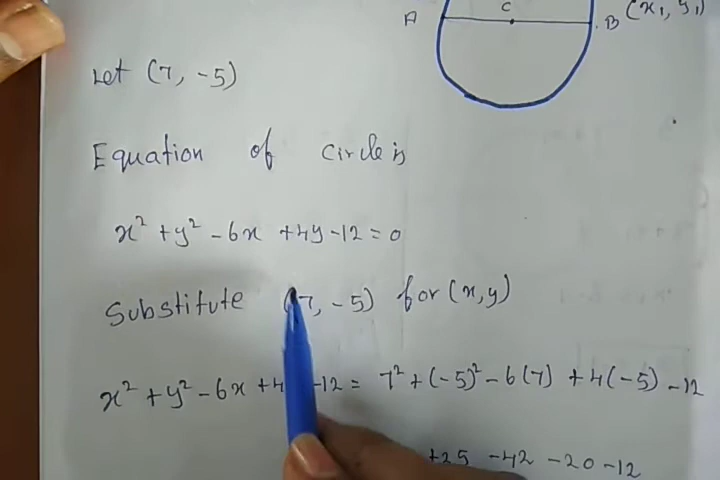 A C B (x₁, y₁)
Let (7, -5)
Equation of circle is
x² + y² - 6x + 4y - 12 = 0
Substitute (7, -5) for (x, y)
x² + y² - 6x + 4 -12 = 7² + (-5)² - 6(7) + 4(-5) - 12
+25 -42 -20 -12